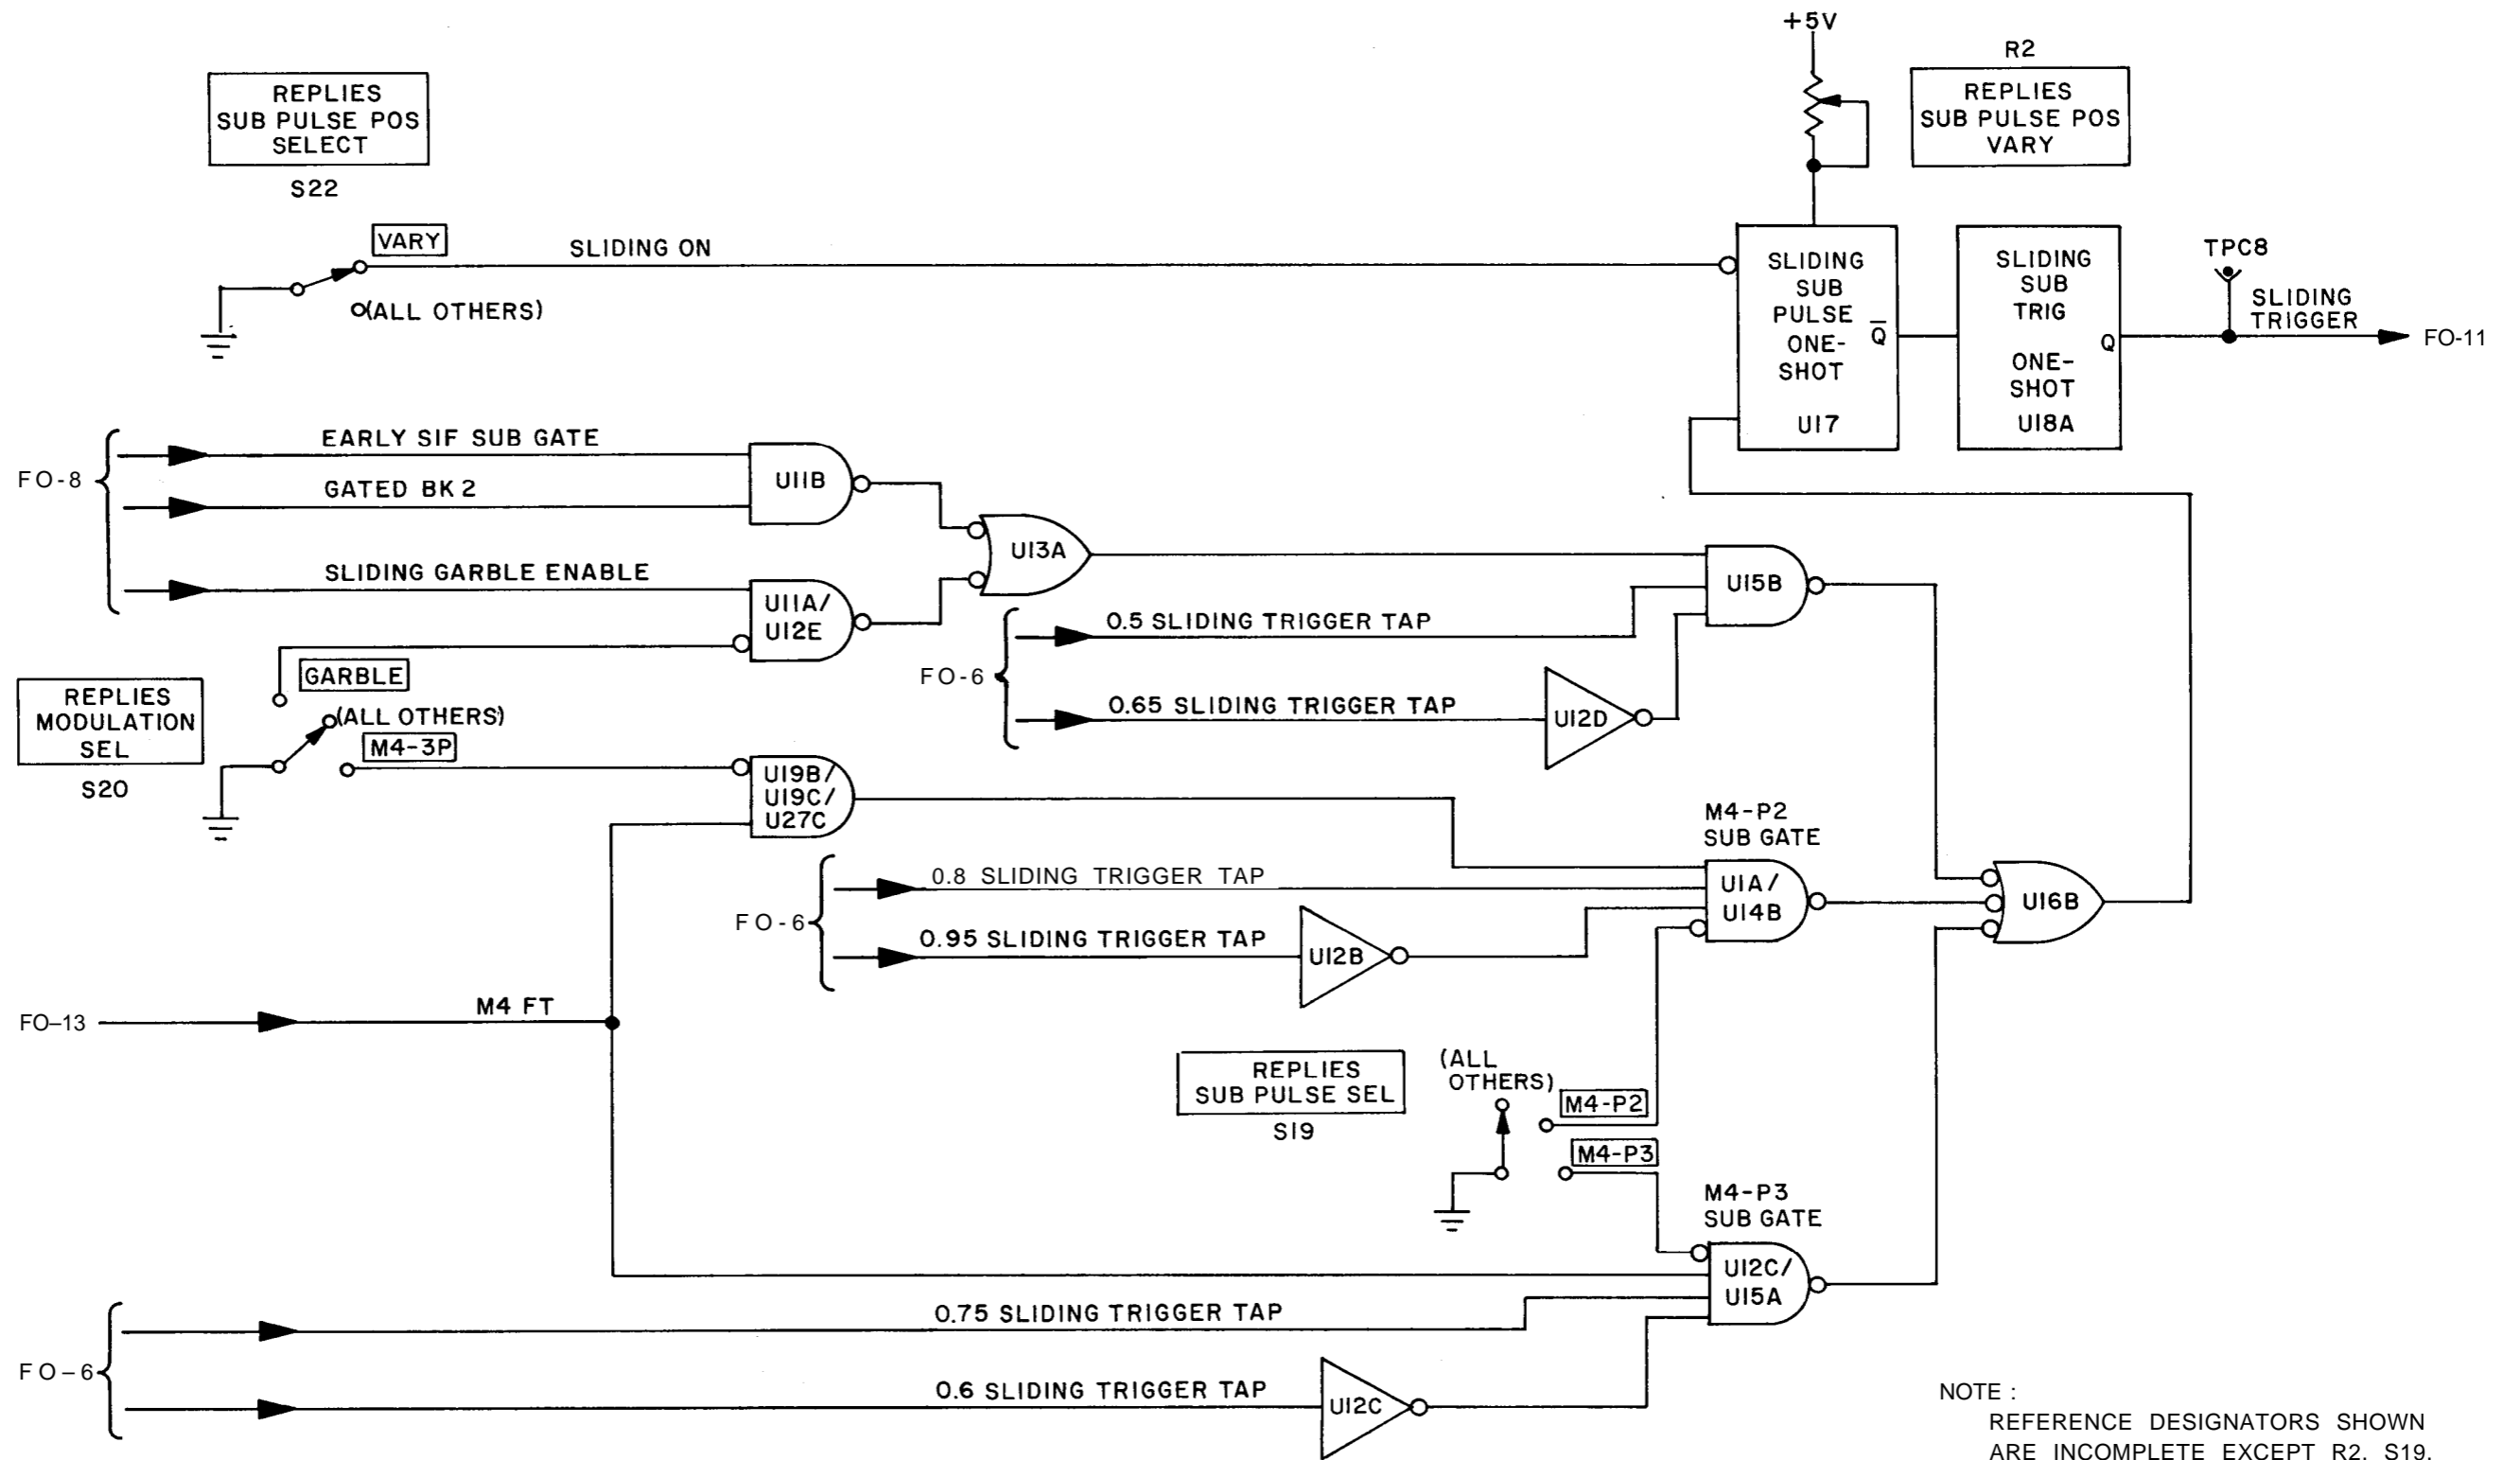 +5V
R2
REPLIES
SUB PULSE POS
VARY
REPLIES
SUB PULSE POS
SELECT
S22
VARY
SLIDING ON
(ALL OTHERS)
SLIDING
SUB
PULSE
ONE-
SHOT
Q
U17
SLIDING
SUB
TRIG
ONE-
SHOT
Q
U18A
TPC8
SLIDING
TRIGGER
FO-11
FO-8
EARLY SIF SUB GATE
GATED BK 2
SLIDING GARBLE ENABLE
U11B
U11A/
U12E
U13A
GARBLE
REPLIES
MODULATION
SEL
S20
(ALL OTHERS)
M4-3P
FO-6
0.5 SLIDING TRIGGER TAP
0.65 SLIDING TRIGGER TAP
U12D
U15B
U19B/
U19C/
U27C
M4-P2
SUB GATE
FO-6
0.8 SLIDING TRIGGER TAP
0.95 SLIDING TRIGGER TAP
U12B
U1A/
U14B
U16B
FO–13
M4 FT
REPLIES
SUB PULSE SEL
S19
(ALL
OTHERS)
M4-P2
M4-P3
M4-P3
SUB GATE
U12C/
U15A
FO–6
0.75 SLIDING TRIGGER TAP
0.6 SLIDING TRIGGER TAP
U12C
NOTE :
REFERENCE DESIGNATORS SHOWN
ARE INCOMPLETE EXCEPT R2, S19,